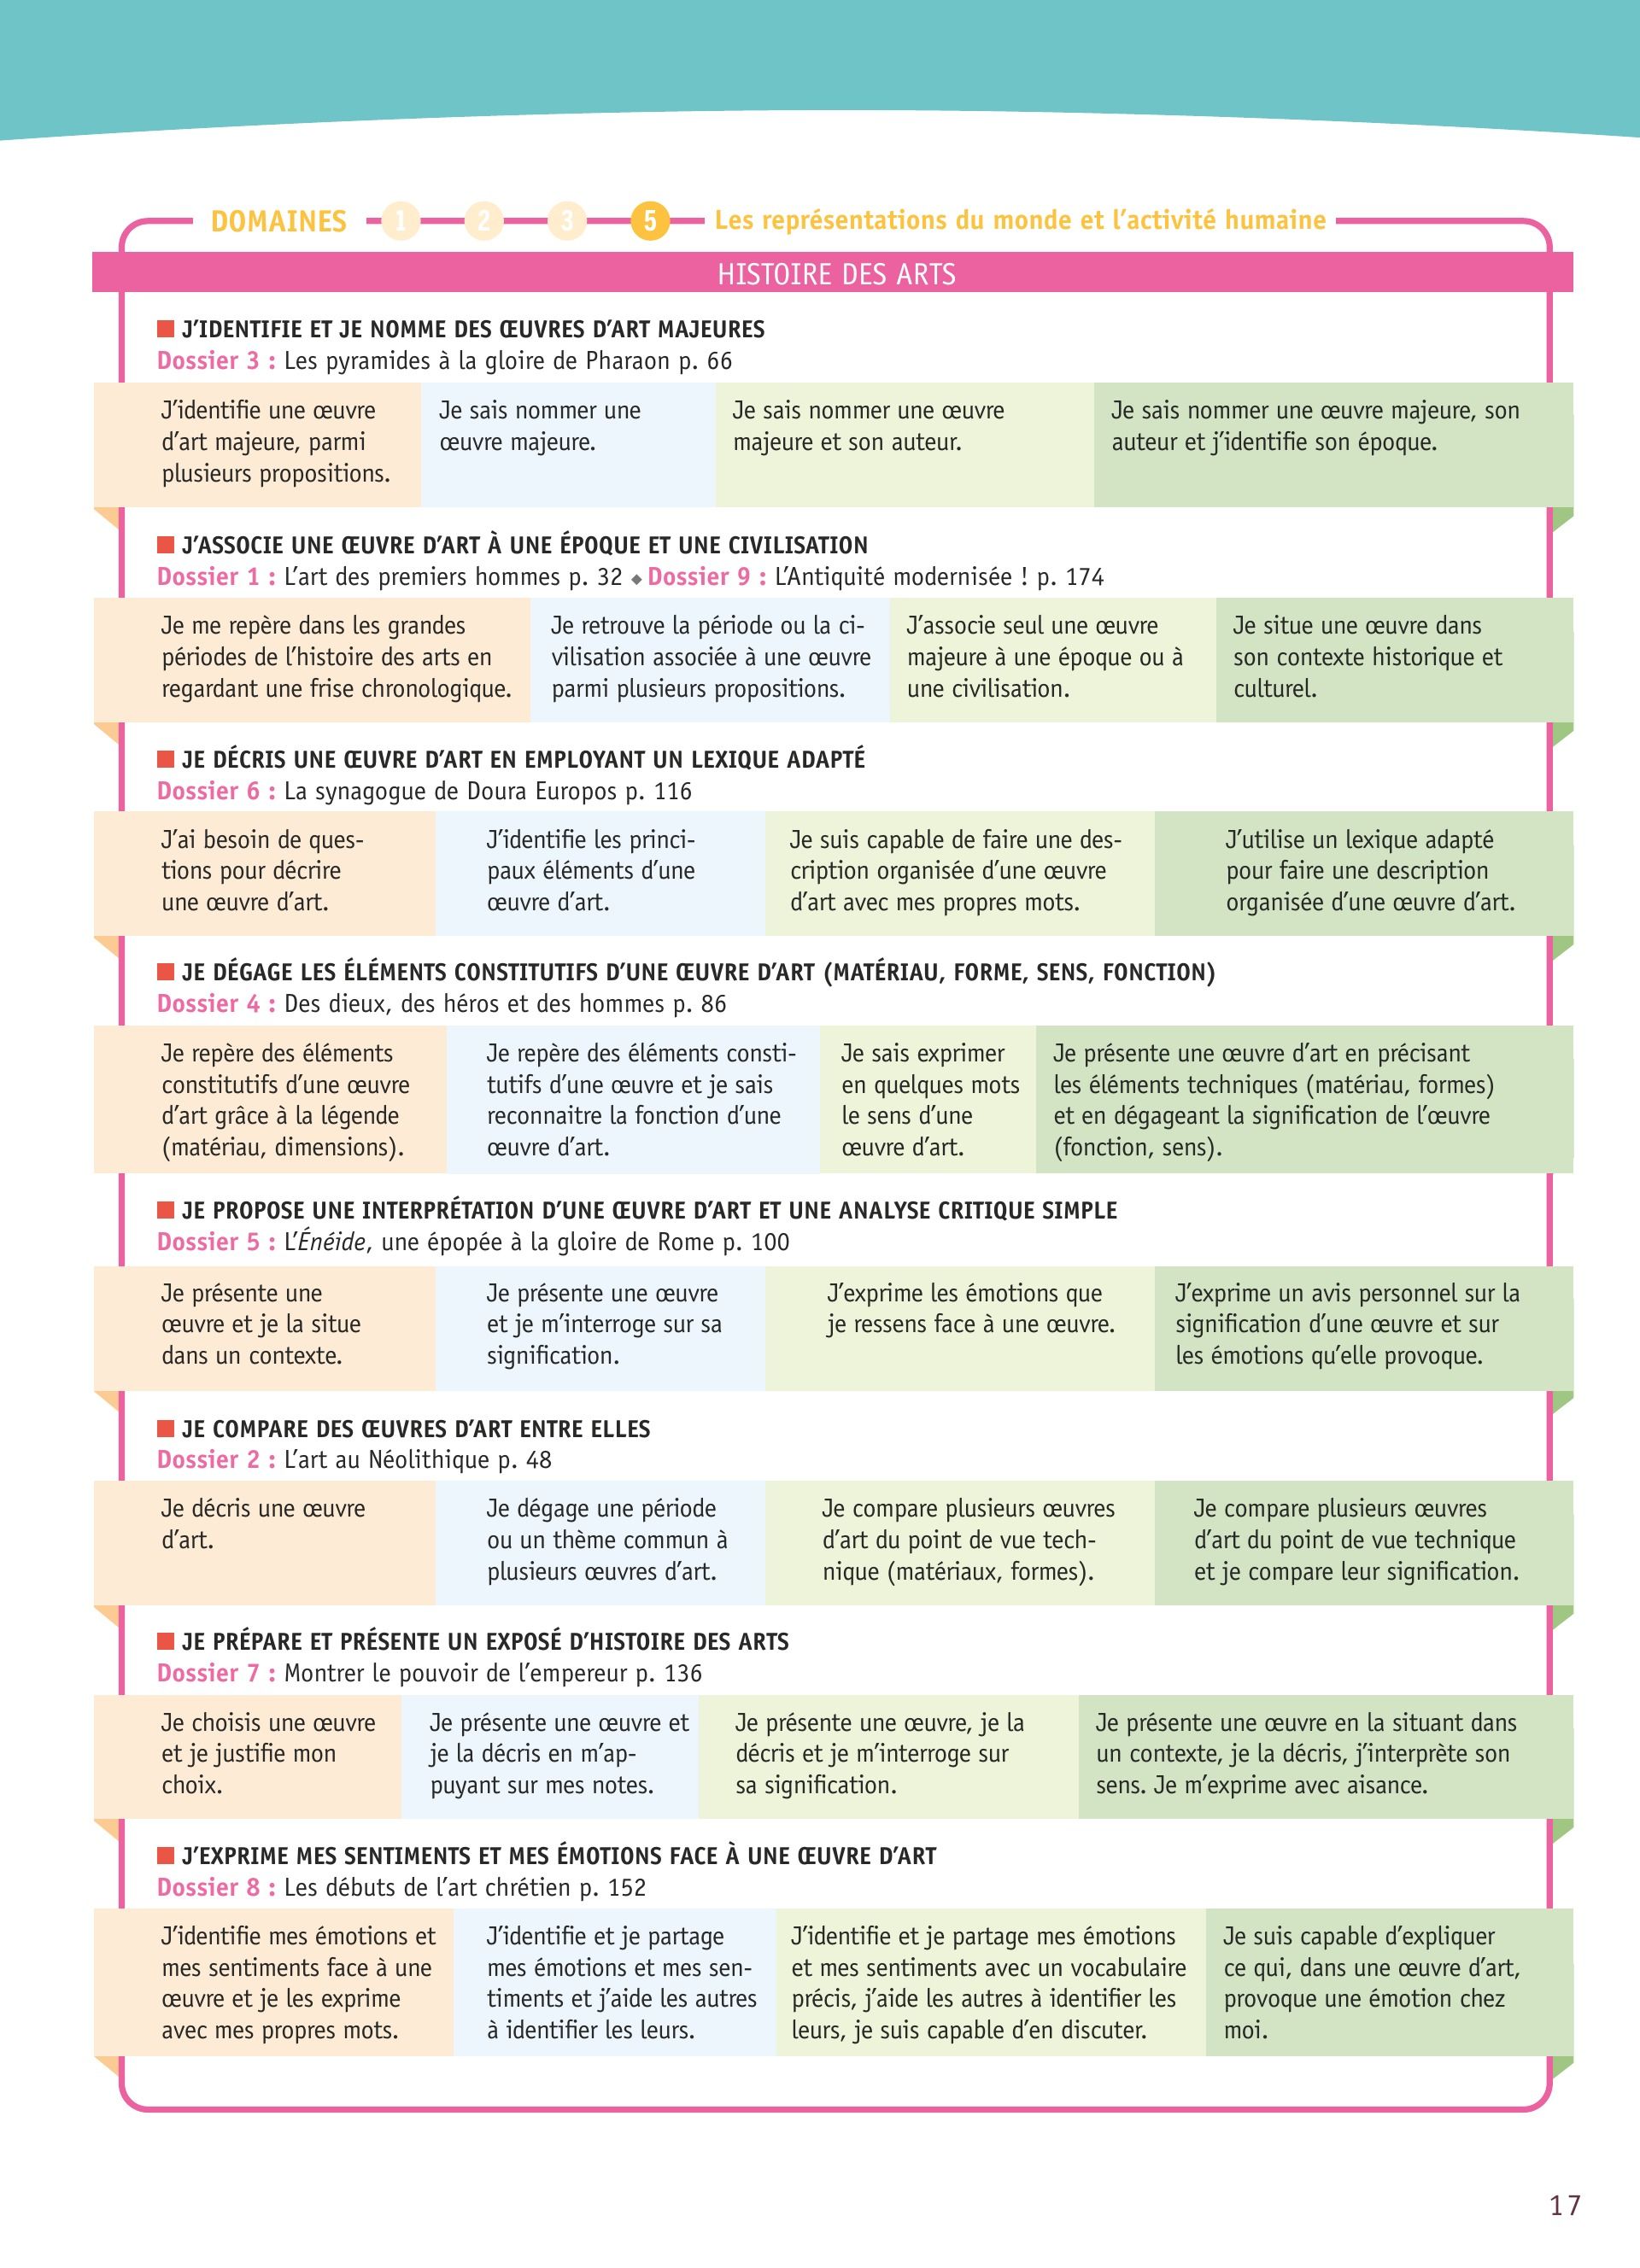 DOMAINES 1 2 3 5 Les représentations du monde et l’activité humaine
HISTOIRE DES ARTS
J’IDENTIFIE ET JE NOMME DES ŒUVRES D’ART MAJEURES
Dossier 3 : Les pyramides à la gloire de Pharaon p. 66
J’identifie une œuvre
d’art majeure, parmi
plusieurs propositions.
Je sais nommer une
œuvre majeure.
Je sais nommer une œuvre
majeure et son auteur.
Je sais nommer une œuvre majeure, son
auteur et j’identifie son époque.
J’ASSOCIE UNE ŒUVRE D’ART À UNE ÉPOQUE ET UNE CIVILISATION
Dossier 1 : L’art des premiers hommes p. 32 ◆ Dossier 9 : L’Antiquité modernisée ! p. 174
Je me repère dans les grandes
périodes de l’histoire des arts en
regardant une frise chronologique.
Je retrouve la période ou la ci-
vilisation associée à une œuvre
parmi plusieurs propositions.
J’associe seul une œuvre
majeure à une époque ou à
une civilisation.
Je situe une œuvre dans
son contexte historique et
culturel.
JE DÉCRIS UNE ŒUVRE D’ART EN EMPLOYANT UN LEXIQUE ADAPTÉ
Dossier 6 : La synagogue de Doura Europos p. 116
J’ai besoin de ques-
tions pour décrire
une œuvre d’art.
J’identifie les princi-
paux éléments d’une
œuvre d’art.
Je suis capable de faire une des-
cription organisée d’une œuvre
d’art avec mes propres mots.
J’utilise un lexique adapté
pour faire une description
organisée d’une œuvre d’art.
JE DÉGAGE LES ÉLÉMENTS CONSTITUTIFS D’UNE ŒUVRE D’ART (MATÉRIAU, FORME, SENS, FONCTION)
Dossier 4 : Des dieux, des héros et des hommes p. 86
Je repère des éléments
constitutifs d’une œuvre
d’art grâce à la légende
(matériau, dimensions).
Je repère des éléments consti-
tutifs d’une œuvre et je sais
reconnaitre la fonction d’une
œuvre d’art.
Je sais exprimer
en quelques mots
le sens d’une
œuvre d’art.
Je présente une œuvre d’art en précisant
les éléments techniques (matériau, formes)
et en dégageant la signification de l’œuvre
(fonction, sens).
JE PROPOSE UNE INTERPRÉTATION D’UNE ŒUVRE D’ART ET UNE ANALYSE CRITIQUE SIMPLE
Dossier 5 : L’Énéide, une épopée à la gloire de Rome p. 100
Je présente une
œuvre et je la situe
dans un contexte.
Je présente une œuvre
et je m’interroge sur sa
signification.
J’exprime les émotions que
je ressens face à une œuvre.
J’exprime un avis personnel sur la
signification d’une œuvre et sur
les émotions qu’elle provoque.
JE COMPARE DES ŒUVRES D’ART ENTRE ELLES
Dossier 2 : L’art au Néolithique p. 48
Je décris une œuvre
d’art.
Je dégage une période
ou un thème commun à
plusieurs œuvres d’art.
Je compare plusieurs œuvres
d’art du point de vue tech-
nique (matériaux, formes).
Je compare plusieurs œuvres
d’art du point de vue technique
et je compare leur signification.
JE PRÉPARE ET PRÉSENTE UN EXPOSÉ D’HISTOIRE DES ARTS
Dossier 7 : Montrer le pouvoir de l’empereur p. 136
Je choisis une œuvre
et je justifie mon
choix.
Je présente une œuvre et
je la décris en m’ap-
puyant sur mes notes.
Je présente une œuvre, je la
décris et je m’interroge sur
sa signification.
Je présente une œuvre en la situant dans
un contexte, je la décris, j’interprète son
sens. Je m’exprime avec aisance.
J’EXPRIME MES SENTIMENTS ET MES ÉMOTIONS FACE À UNE ŒUVRE D’ART
Dossier 8 : Les débuts de l’art chrétien p. 152
J’identifie mes émotions et
mes sentiments face à une
œuvre et je les exprime
avec mes propres mots.
J’identifie et je partage
mes émotions et mes sen-
timents et j’aide les autres
à identifier les leurs.
J’identifie et je partage mes émotions
et mes sentiments avec un vocabulaire
précis, j’aide les autres à identifier les
leurs, je suis capable d’en discuter.
Je suis capable d’expliquer
ce qui, dans une œuvre d’art,
provoque une émotion chez
moi.
17